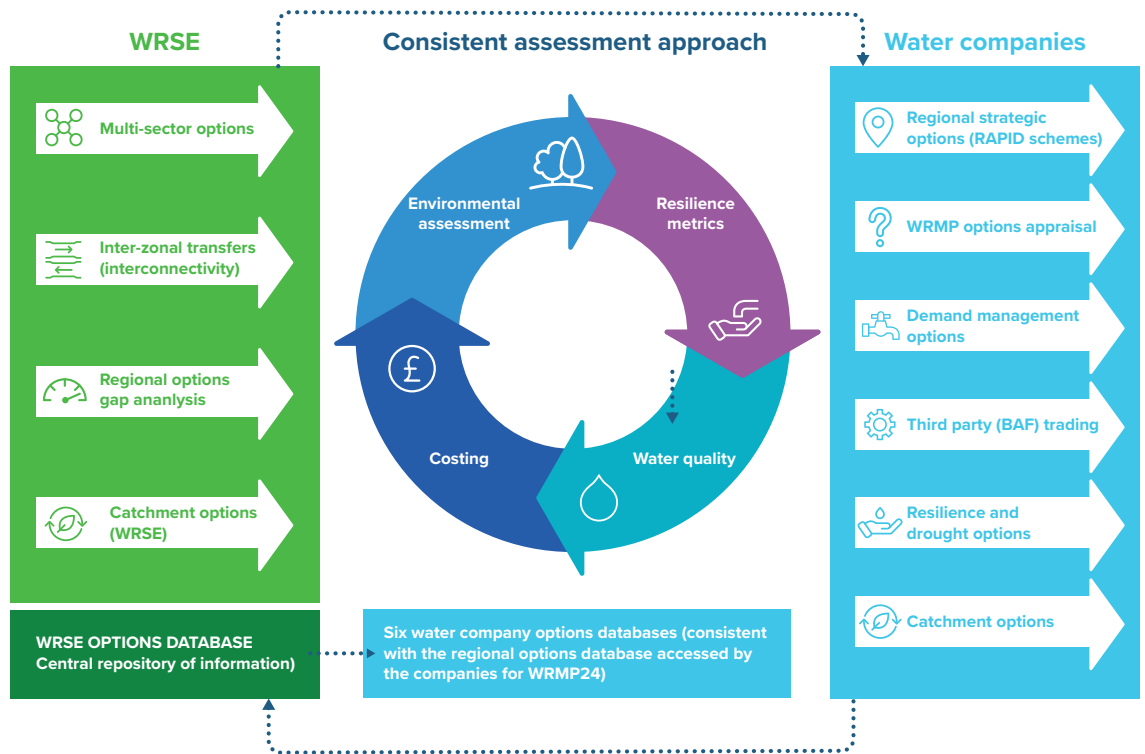 WRSE
Multi-sector options
Inter-zonal transfers
(interconnectivity)
Regional options
gap ananlysis
Catchment options
(WRSE)
WRSE OPTIONS DATABASE
Central repository of information)
Consistent assessment approach
Environmental
assessment
Resilience
metrics
£
Costing
Water quality
Six water company options databases (consistent
with the regional options database accessed by
the companies for WRMP24)
Water companies
Regional strategic
options (RAPID schemes)
WRMP options appraisal
Demand management
options
Third party (BAF) trading
Resilience and
drought options
Catchment options